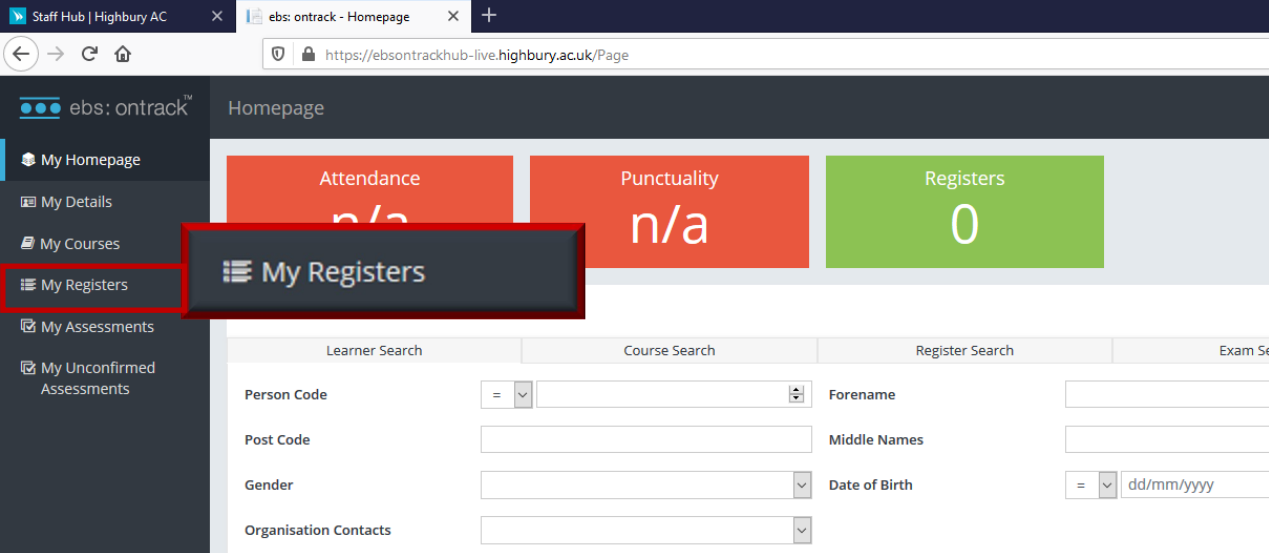 Staff Hub | Highbury AC
ebs: ontrack - Homepage
https://ebsontrackhub-live.highbury.ac.uk/Page
ebs: ontrack™
Homepage
My Homepage
My Details
My Courses
My Registers
My Assessments
My Unconfirmed
Assessments
Attendance
n/a
Punctuality
n/a
Registers
0
My Registers
Learner Search
Course Search
Register Search
Exam Se
Person Code
=
Forename
Post Code
Middle Names
Gender
Date of Birth
=
dd/mm/yyyy
Organisation Contacts